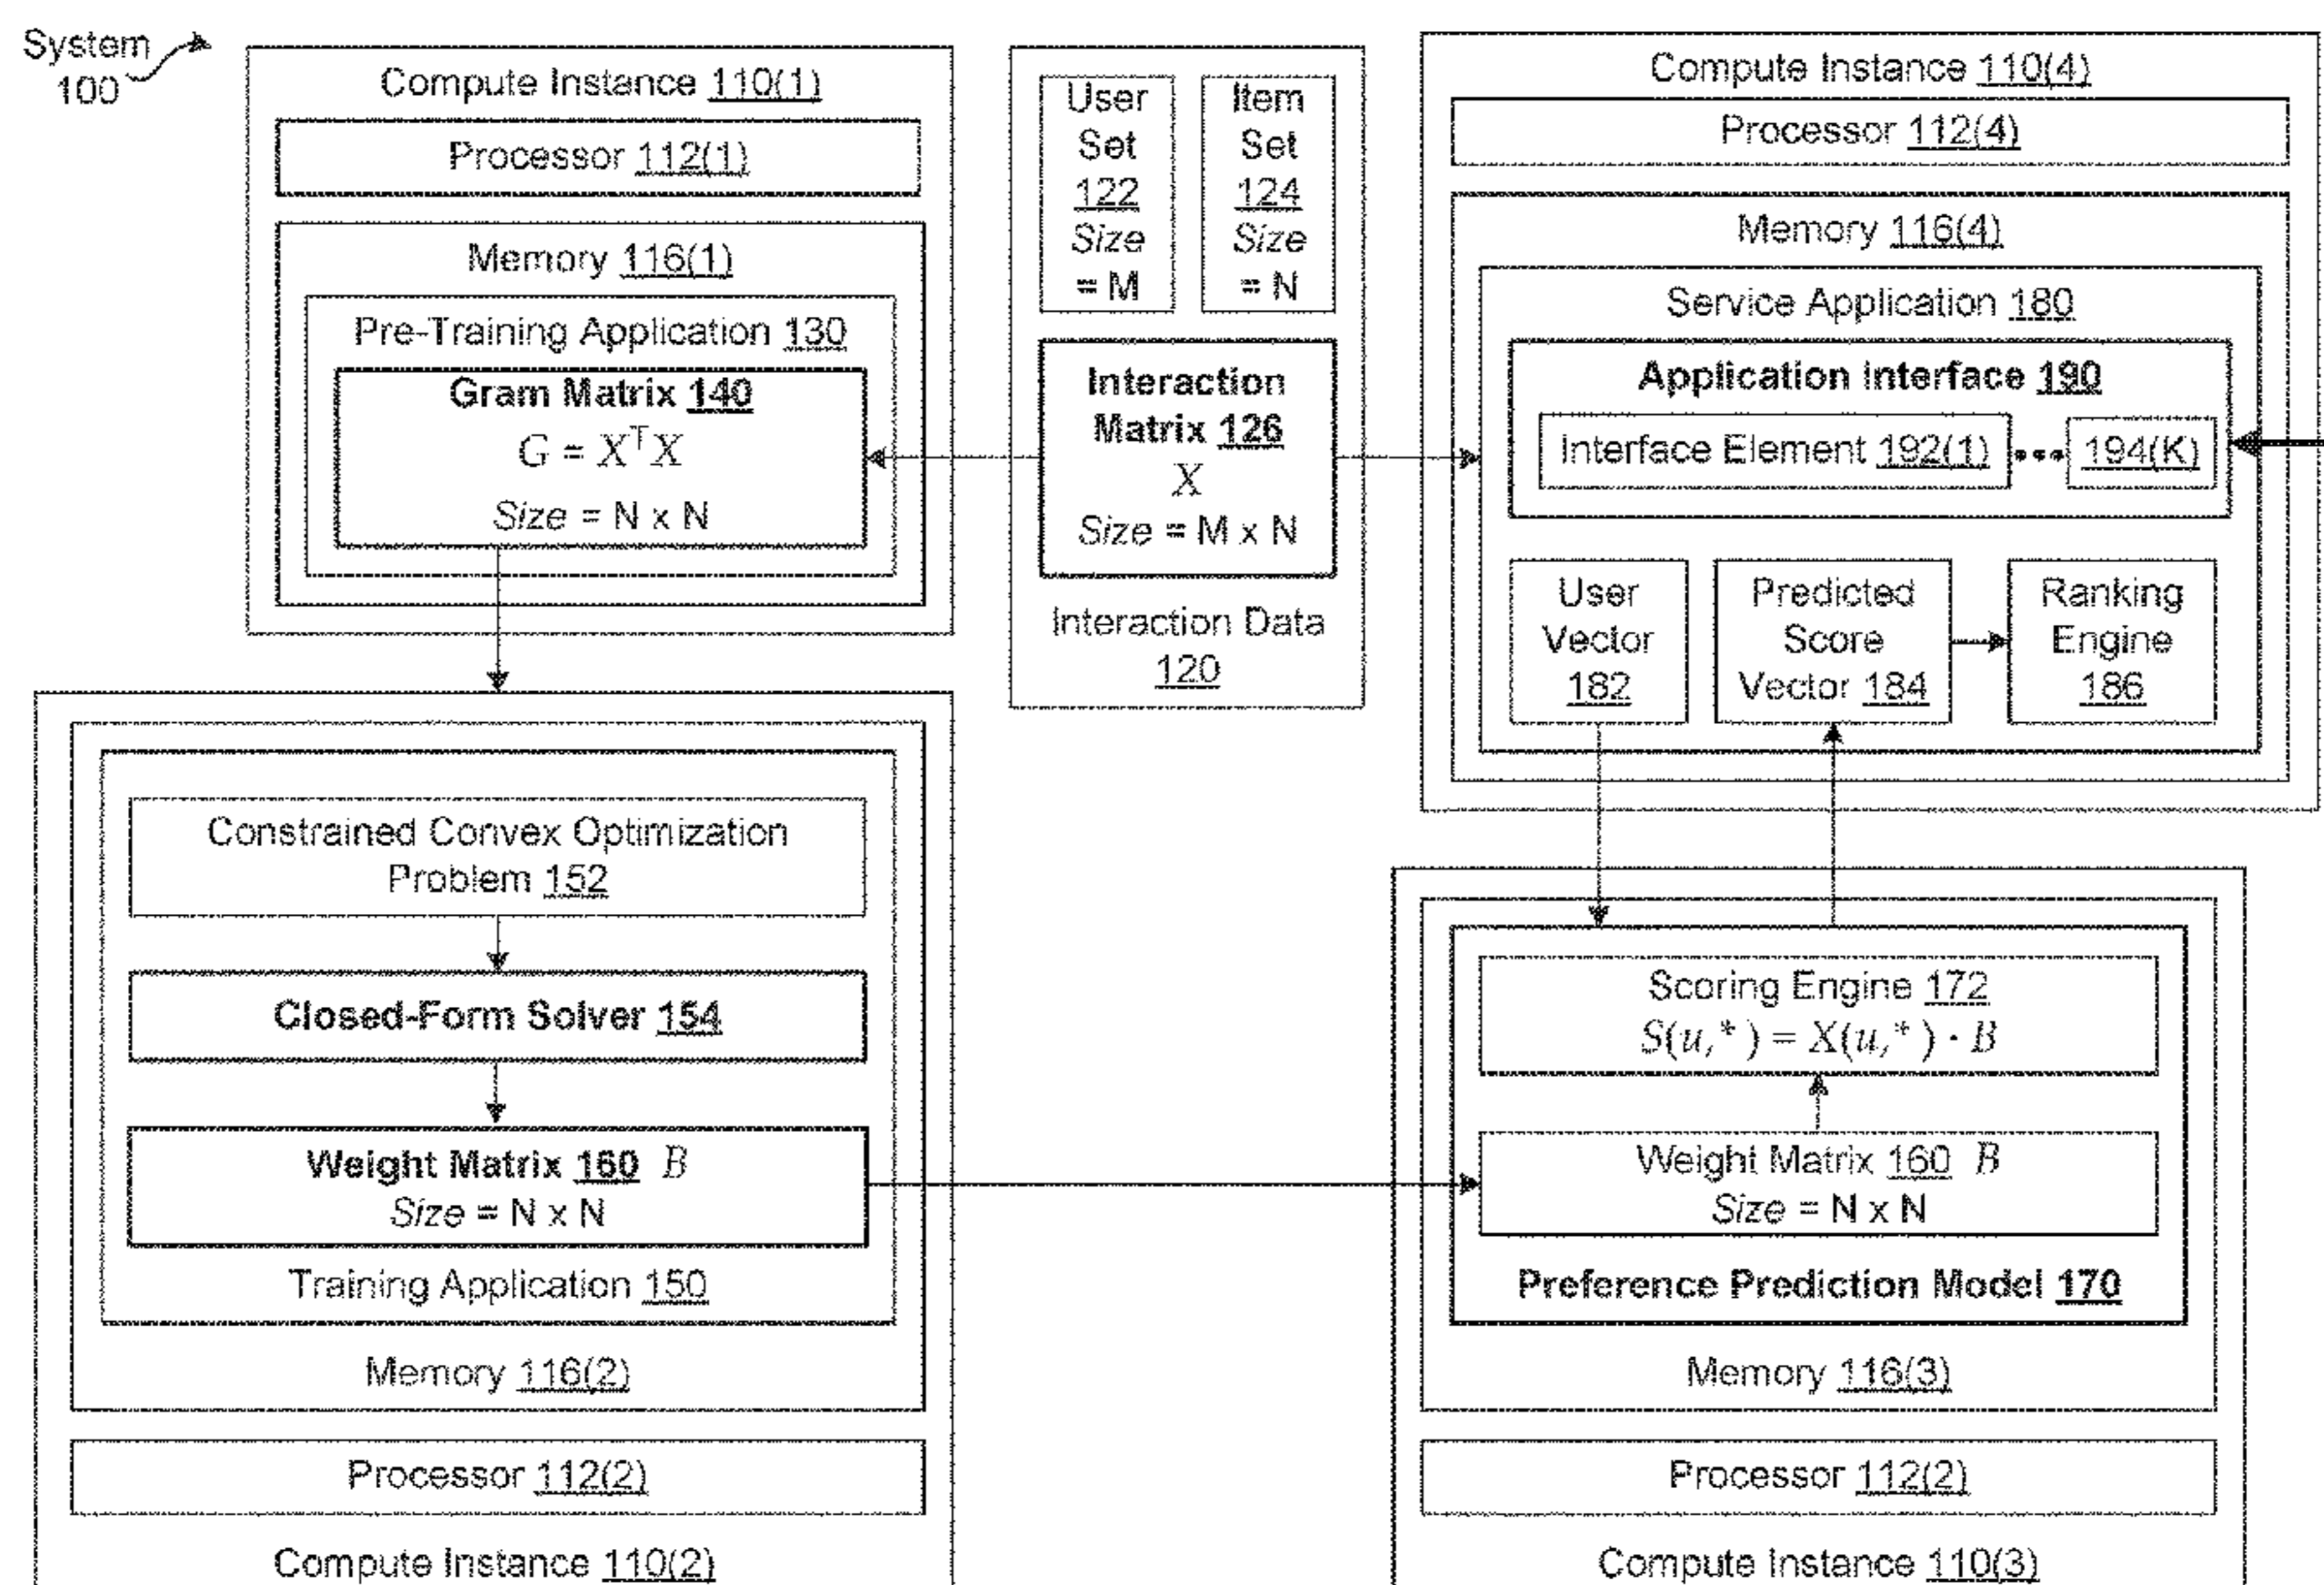 System
100
Compute Instance 110(1)
Processor 112(1)
Memory 116(1)
Pre-Training Application 130
Gram Matrix 140
G = X⊤X
Size = N x N
User
Set
122
Size
= M
Item
Set
124
Size
= N
Interaction
Matrix 126
X
Size = M x N
Interaction Data
120
Compute Instance 110(4)
Processor 112(4)
Memory 116(4)
Service Application 180
Application Interface 190
Interface Element 192(1)
•••
194(K)
User
Vector
182
Predicted
Score
Vector 184
Ranking
Engine
186
Constrained Convex Optimization
Problem 152
Closed-Form Solver 154
Weight Matrix 160 B
Size = N x N
Training Application 150
Memory 116(2)
Processor 112(2)
Compute Instance 110(2)
Scoring Engine 172
S(u,*) = X(u,*) · B
Weight Matrix 160 B
Size = N x N
Preference Prediction Model 170
Memory 116(3)
Processor 112(2)
Compute Instance 110(3)